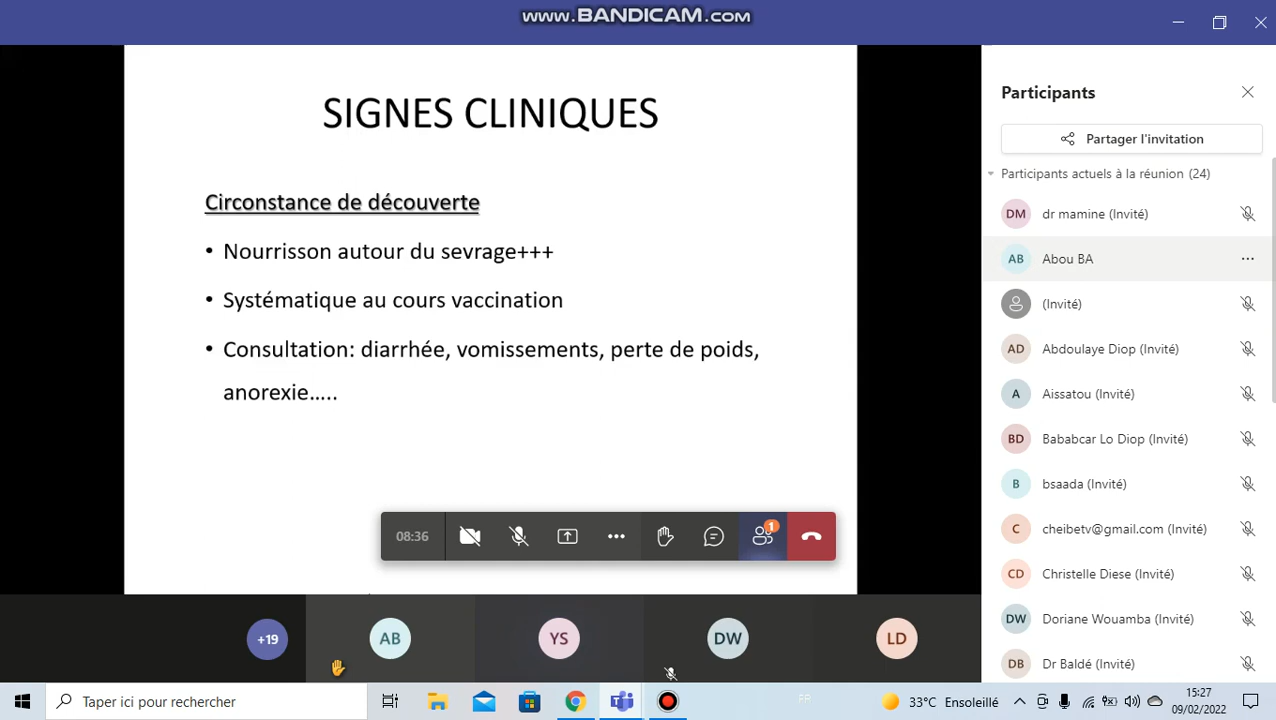 www.BANDICAM.com
SIGNES CLINIQUES
Circonstance de découverte
• Nourrisson autour du sevrage+++
• Systématique au cours vaccination
• Consultation: diarrhée, vomissements, perte de poids,
anorexie…..
08:36
1
+19
AB
YS
DW
LD
Participants
Partager l'invitation
Participants actuels à la réunion (24)
DM dr mamine (Invité)
AB Abou BA
(Invité)
AD Abdoulaye Diop (Invité)
A Aissatou (Invité)
BD Bababcar Lo Diop (Invité)
B bsaada (Invité)
C cheibetv@gmail.com (Invité)
CD Christelle Diese (Invité)
DW Doriane Wouamba (Invité)
DB Dr Baldé (Invité)
Taper ici pour rechercher
FR
33°C Ensoleillé
15:27
09/02/2022